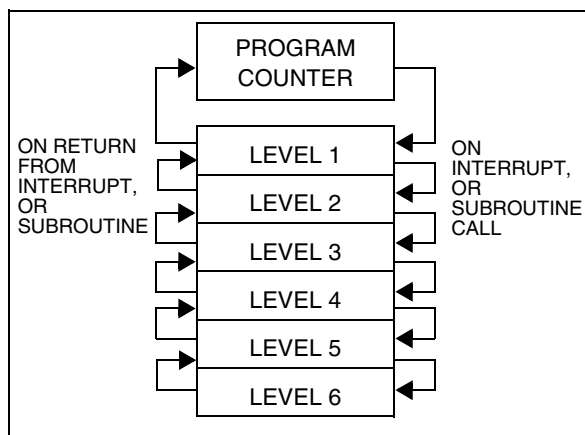 PROGRAM
COUNTER
ON RETURN
FROM
INTERRUPT,
OR
SUBROUTINE
LEVEL 1
LEVEL 2
LEVEL 3
LEVEL 4
LEVEL 5
LEVEL 6
ON
INTERRUPT,
OR
SUBROUTINE
CALL